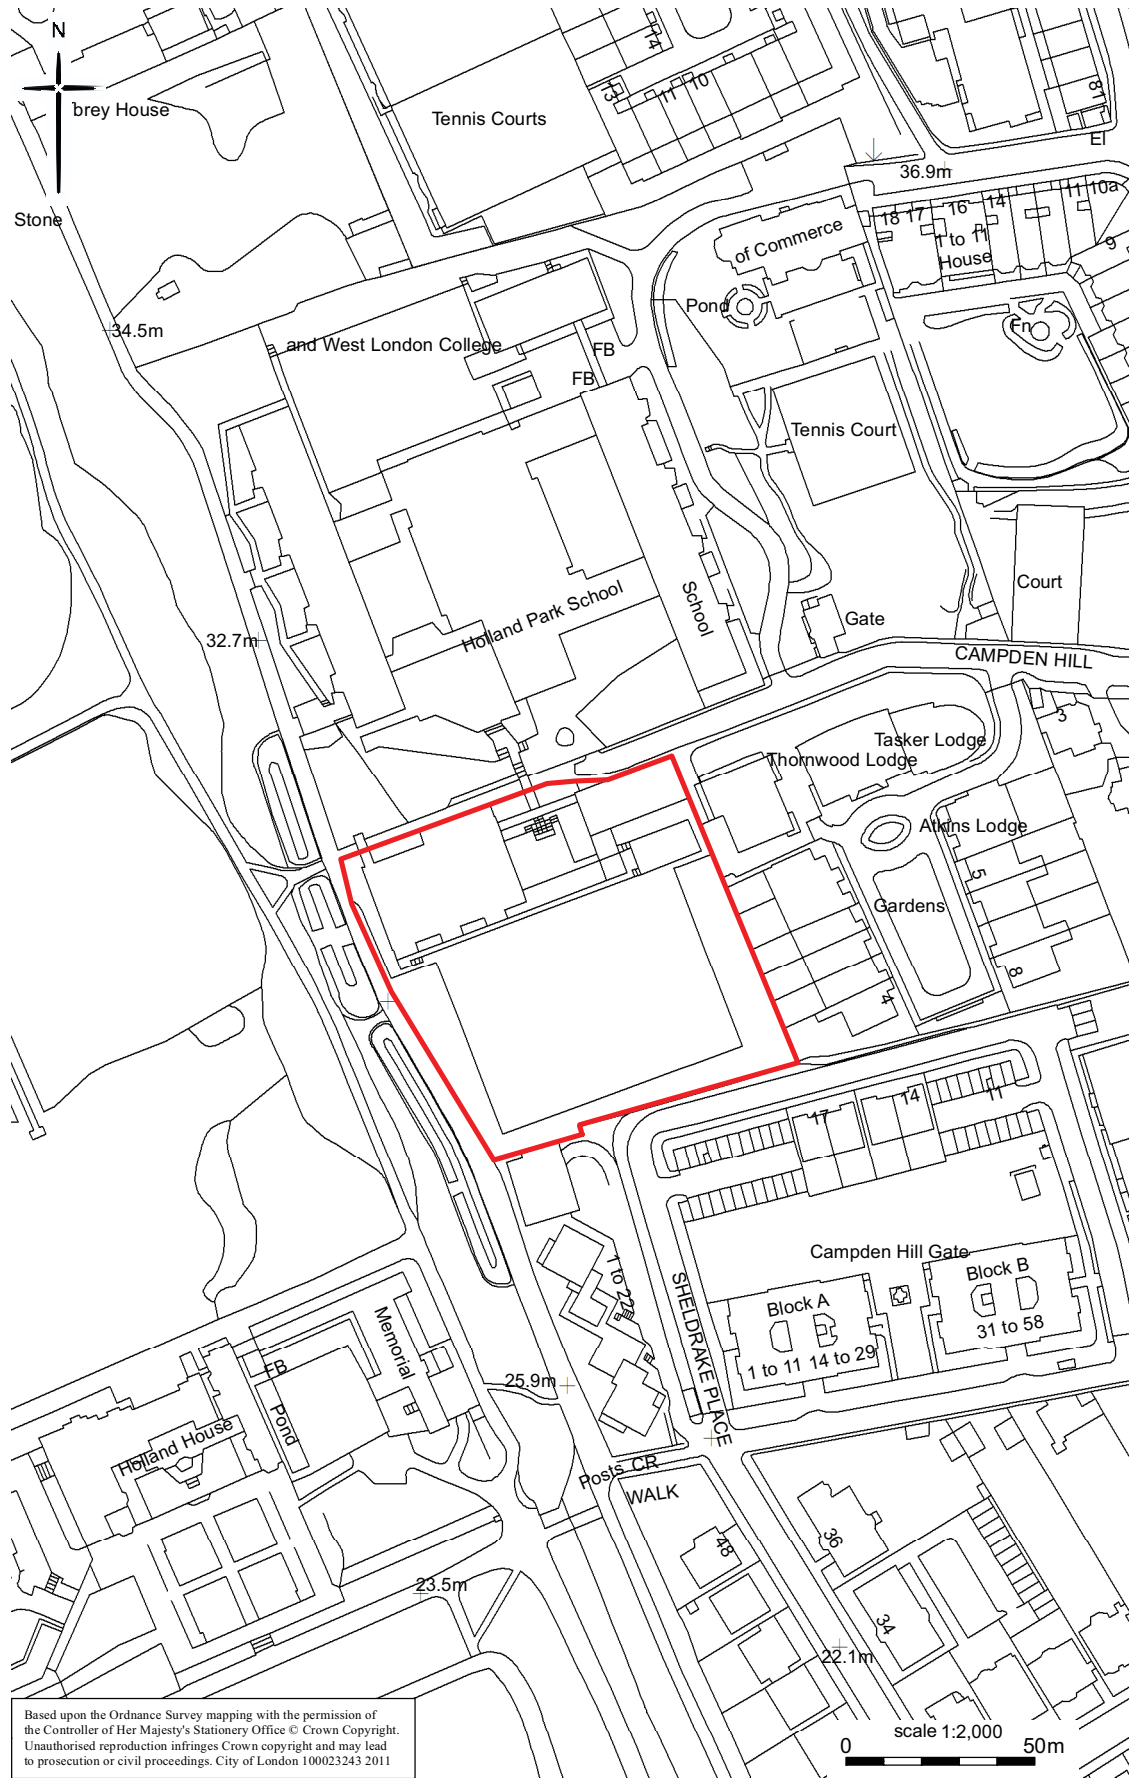 N
brey House
Tennis Courts
14
13
11
10
81
El
36.9m
Stone
18
17
16
14
11
10a
of Commerce
1 to 11
House
9
Pond
Fn
34.5m
and West London College
FB
FB
Tennis Court
Court
Holland Park School
School
Gate
32.7m
CAMPDEN HILL
3
Tasker Lodge
Thornwood Lodge
Atkins Lodge
5
Gardens
8
4
17
14
11
Campden Hill Gate
1 to 22
SHELDRAKE PLACE
Block A
Block B
31 to 58
1 to 11
14 to 29
Memorial
FB
Pond
25.9m
Holland House
Posts
CR
WALK
48
36
23.5m
34
22.1m
Based upon the Ordnance Survey mapping with the permission of
the Controller of Her Majesty's Stationery Office © Crown Copyright.
Unauthorised reproduction infringes Crown copyright and may lead
to prosecution or civil proceedings. City of London 100023243 2011
scale 1:2,000
0
50m